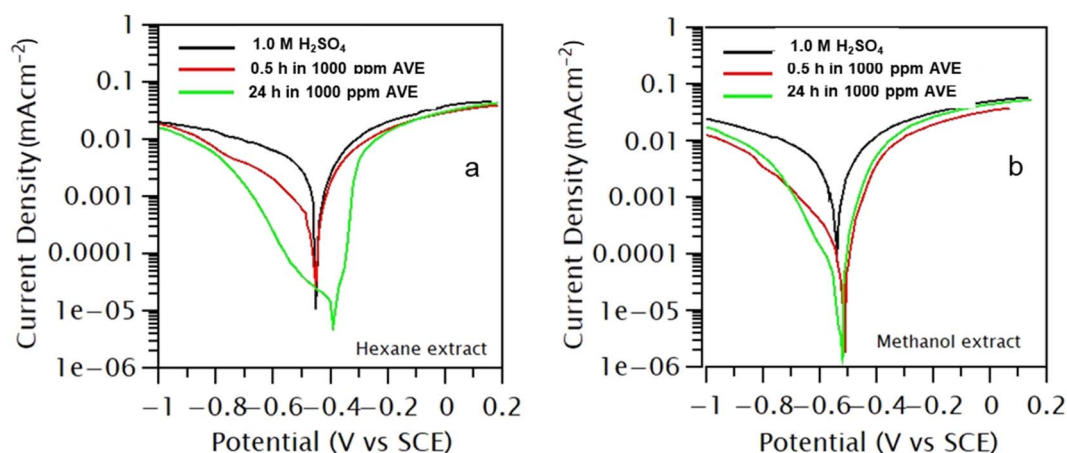 a
b
Current Density (mAcm⁻²)
1
0.1
0.01
0.001
0.0001
1e−05
1e−06
1.0 M H₂SO₄
0.5 h in 1000 ppm AVE
24 h in 1000 ppm AVE
a
Hexane extract
−1 −0.8 −0.6 −0.4 −0.2 0 0.2
Potential (V vs SCE)
Current Density (mAcm⁻²)
1
0.1
0.01
0.001
0.0001
1e−05
1e−06
1.0 M H₂SO₄
0.5 h in 1000 ppm AVE
24 h in 1000 ppm AVE
b
Methanol extract
−1 −0.8 −0.6 −0.4 −0.2 0 0.2
Potential (V vs SCE)